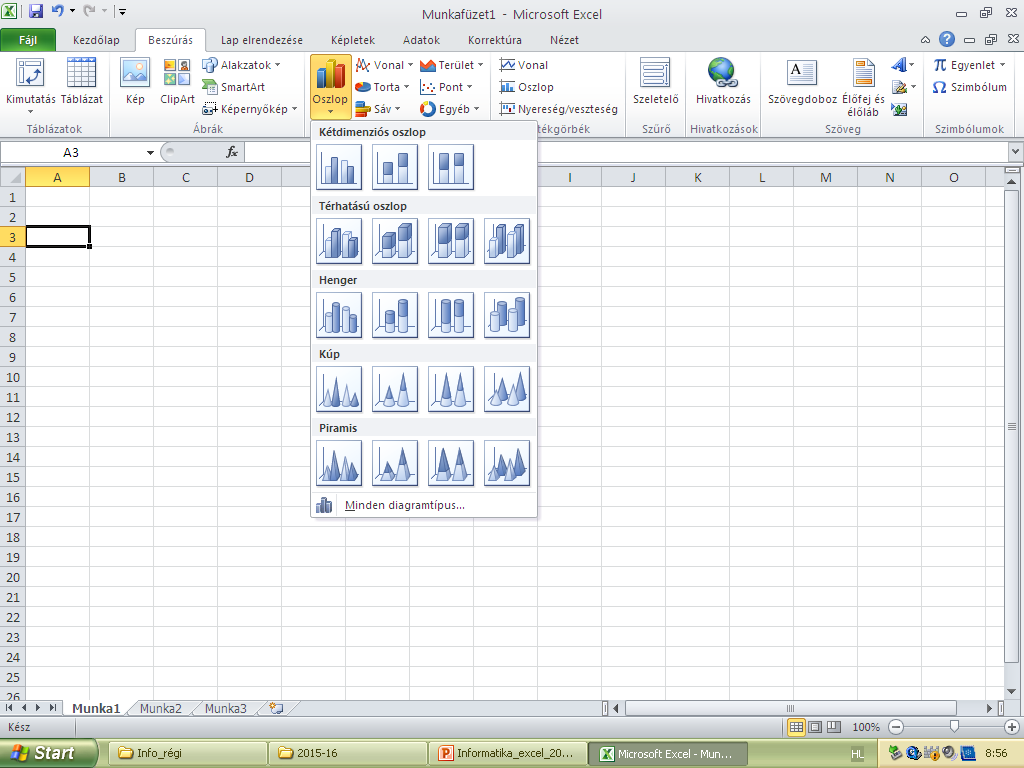 Munkafüzet1 - Microsoft Excel
Fájl Kezdőlap Beszúrás Lap elrendezése Képletek Adatok Korrektúra Nézet
Kimutatás Táblázat
Táblázatok
Kép ClipArt Alakzatok
SmartArt
Képernyőkép
Ábrák
Oszlop Vonal Terület
Torta Pont
Sáv Egyéb
Vonal
Oszlop
Nyereség/veszteség
tékgörbék
Szeletelő
Szűrő
Hivatkozás
Hivatkozások
Szövegdoboz Élőfej és
élőláb
Szöveg
Egyenlet
Szimbólum
Szimbólumok
A3 fx
A B C D I J K L M N O
Kétdimenziós oszlop
Térhatású oszlop
Henger
Kúp
Piramis
Minden diagramtípus...
1
2
3
4
5
6
7
8
9
10
11
12
13
14
15
16
17
18
19
20
21
22
23
24
25
26
Munka1 Munka2 Munka3
Kész 100%
Start Info_régi 2015-16 Informatika_excel_20... Microsoft Excel - Mun... HL 8:56